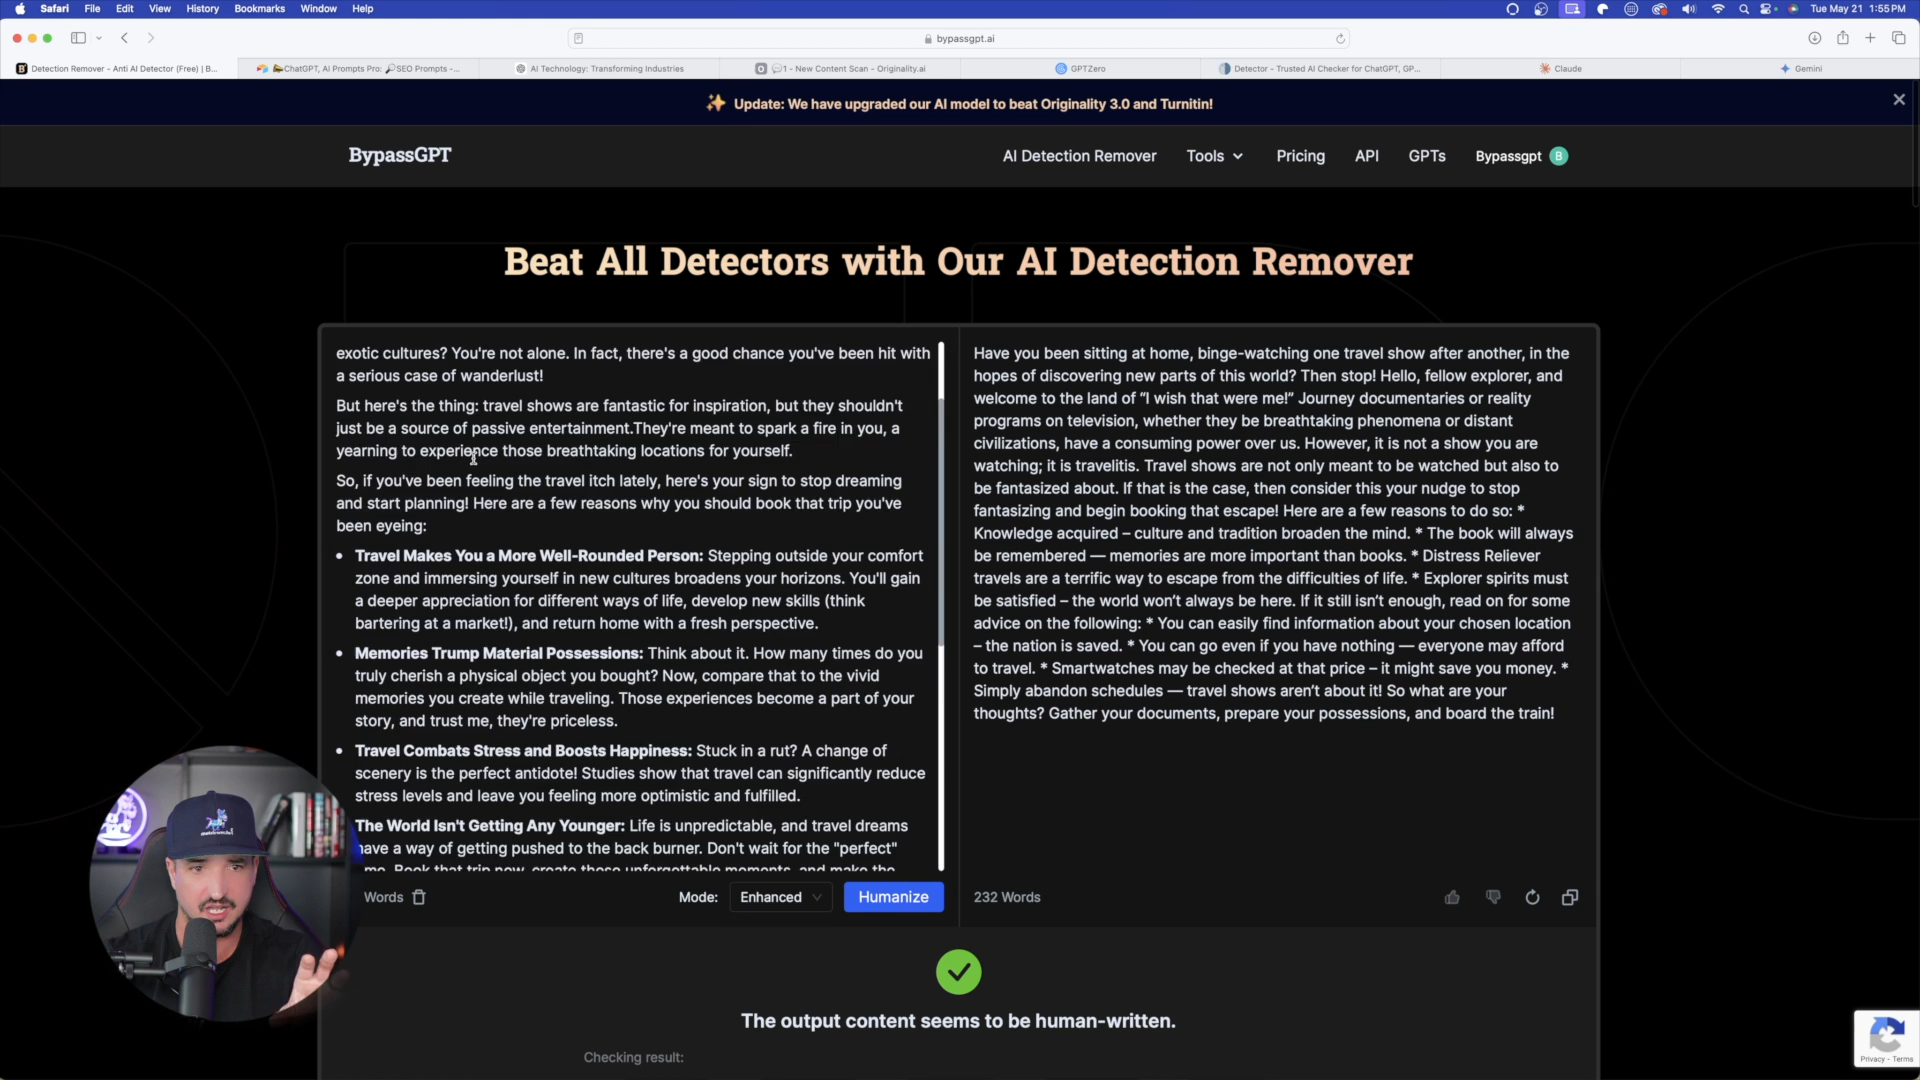 Safari File Edit View History Bookmarks Window Help Tue May 21 1:55 PM
bypassgpt.ai
Detection Remover - Anti AI Detector (Free) | B...
ChatGPT, AI Prompts Pro: SEO Prompts -...
AI Technology: Transforming Industries
1 - New Content Scan - Originality.ai
GPTZero
Detector - Trusted AI Checker for ChatGPT, GP...
Claude
Gemini
Update: We have upgraded our AI model to beat Originality 3.0 and Turnitin!
BypassGPT
AI Detection Remover Tools Pricing API GPTs Bypassgpt B
Beat All Detectors with Our AI Detection Remover
exotic cultures? You're not alone. In fact, there's a good chance you've been hit with
a serious case of wanderlust!
But here's the thing: travel shows are fantastic for inspiration, but they shouldn't
just be a source of passive entertainment.They're meant to spark a fire in you, a
yearning to experience those breathtaking locations for yourself.
So, if you've been feeling the travel itch lately, here's your sign to stop dreaming
and start planning! Here are a few reasons why you should book that trip you've
been eyeing:
• Travel Makes You a More Well-Rounded Person: Stepping outside your comfort
zone and immersing yourself in new cultures broadens your horizons. You'll gain
a deeper appreciation for different ways of life, develop new skills (think
bartering at a market!), and return home with a fresh perspective.
• Memories Trump Material Possessions: Think about it. How many times do you
truly cherish a physical object you bought? Now, compare that to the vivid
memories you create while traveling. Those experiences become a part of your
story, and trust me, they're priceless.
• Travel Combats Stress and Boosts Happiness: Stuck in a rut? A change of
scenery is the perfect antidote! Studies show that travel can significantly reduce
stress levels and leave you feeling more optimistic and fulfilled.
The World Isn't Getting Any Younger: Life is unpredictable, and travel dreams
have a way of getting pushed to the back burner. Don't wait for the "perfect"
Book that trip now, create those unforgettable moments, and make the
Words
Mode: Enhanced Humanize
Have you been sitting at home, binge-watching one travel show after another, in the
hopes of discovering new parts of this world? Then stop! Hello, fellow explorer, and
welcome to the land of “I wish that were me!” Journey documentaries or reality
programs on television, whether they be breathtaking phenomena or distant
civilizations, have a consuming power over us. However, it is not a show you are
watching; it is travelitis. Travel shows are not only meant to be watched but also to
be fantasized about. If that is the case, then consider this your nudge to stop
fantasizing and begin booking that escape! Here are a few reasons to do so: *
Knowledge acquired – culture and tradition broaden the mind. * The book will always
be remembered — memories are more important than books. * Distress Reliever
travels are a terrific way to escape from the difficulties of life. * Explorer spirits must
be satisfied – the world won’t always be here. If it still isn’t enough, read on for some
advice on the following: * You can easily find information about your chosen location
– the nation is saved. * You can go even if you have nothing — everyone may afford
to travel. * Smartwatches may be checked at that price – it might save you money. *
Simply abandon schedules — travel shows aren’t about it! So what are your
thoughts? Gather your documents, prepare your possessions, and board the train!
232 Words
The output content seems to be human-written.
Checking result:
Privacy - Terms